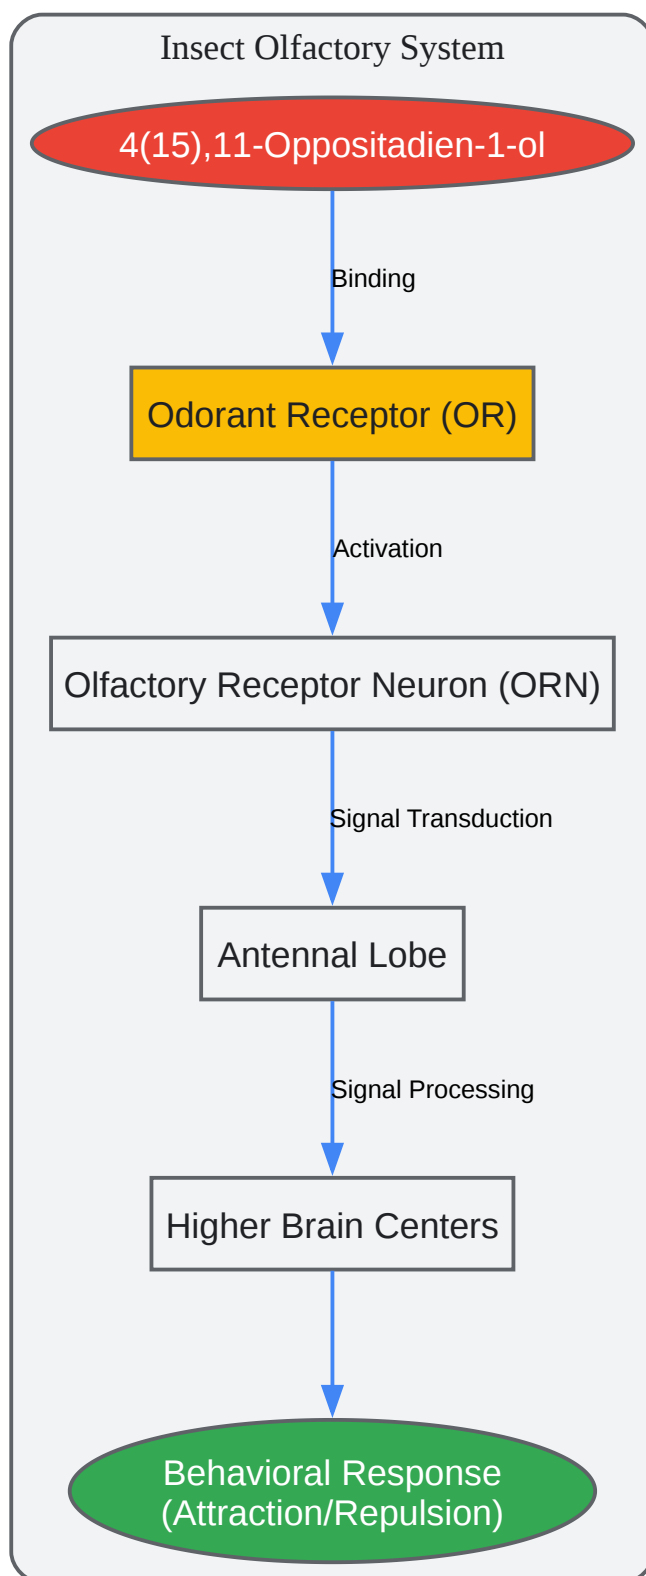 Insect Olfactory System
4(15),11-Oppositadien-1-ol
Binding
Odorant Receptor (OR)
Activation
Olfactory Receptor Neuron (ORN)
Signal Transduction
Antennal Lobe
Signal Processing
Higher Brain Centers
Behavioral Response
(Attraction/Repulsion)